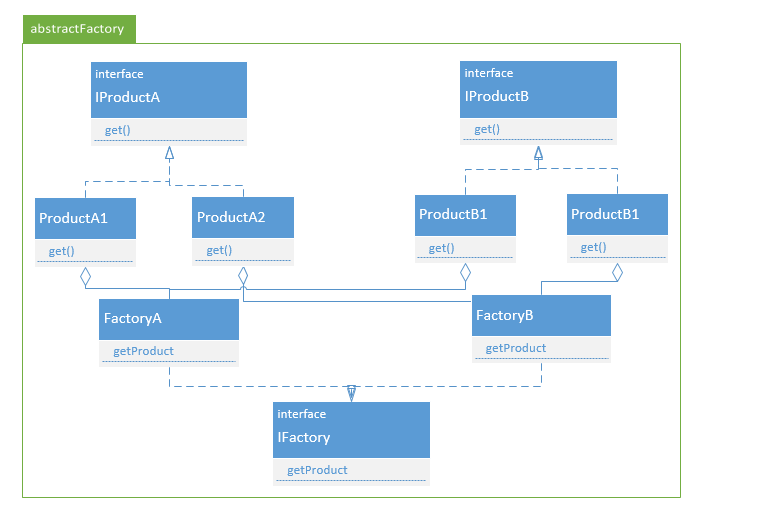 abstractFactory
interface
IProductA
get()
interface
IProductB
get()
ProductA1
get()
ProductA2
get()
ProductB1
get()
ProductB1
get()
FactoryA
getProduct
FactoryB
getProduct
interface
IFactory
getProduct